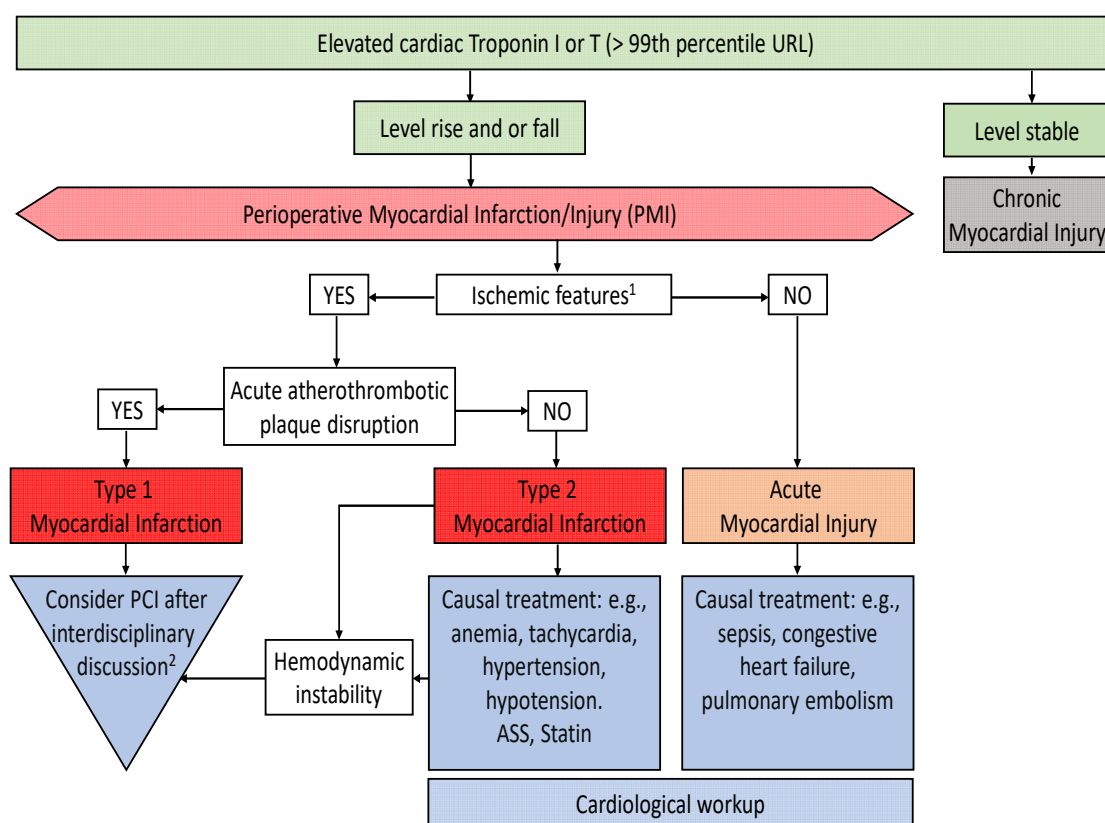 Elevated cardiac Troponin I or T (> 99th percentile URL)
Level rise and or fall
Level stable
Perioperative Myocardial Infarction/Injury (PMI)
Chronic
Myocardial Injury
YES
Ischemic features¹
NO
Acute atherothrombotic
plaque disruption
YES
NO
Type 1
Myocardial Infarction
Type 2
Myocardial Infarction
Acute
Myocardial Injury
Consider PCI after
interdisciplinary
discussion²
Hemodynamic
instability
Causal treatment: e.g.,
anemia, tachycardia,
hypertension,
hypotension.
ASS, Statin
Causal treatment: e.g.,
sepsis, congestive
heart failure,
pulmonary embolism
Cardiological workup